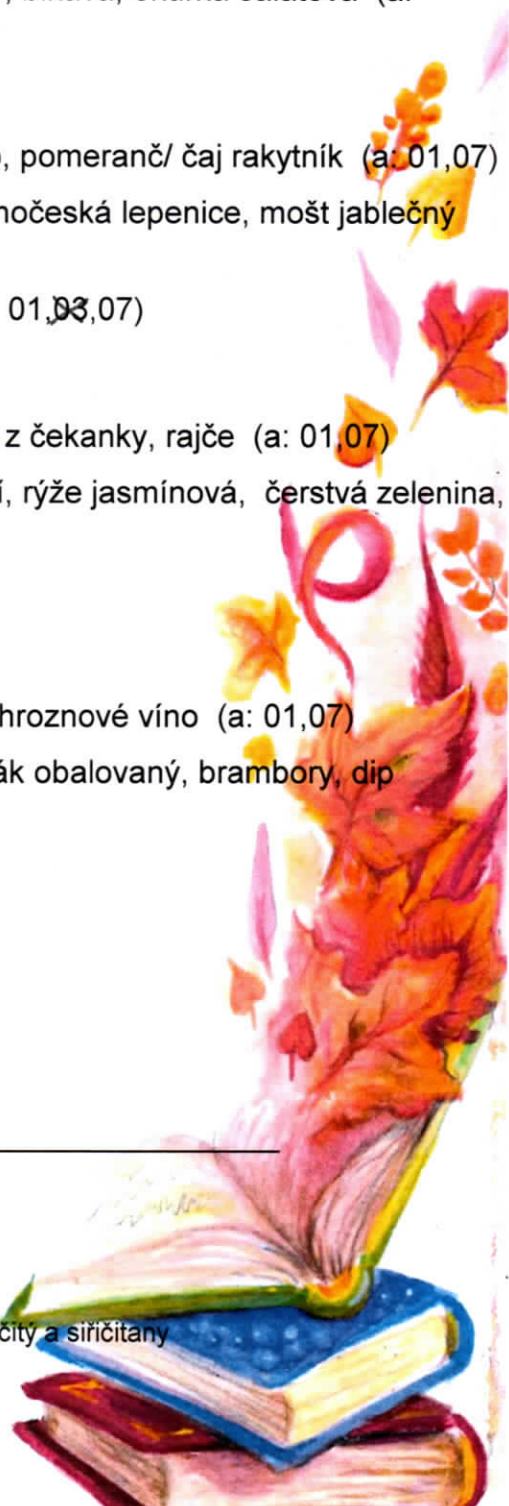 , pomeranč/ čaj rakytník (a: 01,07)
nočeská lepenice, mošt jablečný
01,03,07)
z čekanky, rajče (a: 01,07)
í, rýže jasmínová, čerstvá zelenina,
hroznové víno (a: 01,07)
ák obalovaný, brambory, dip
čitý a siřičitany